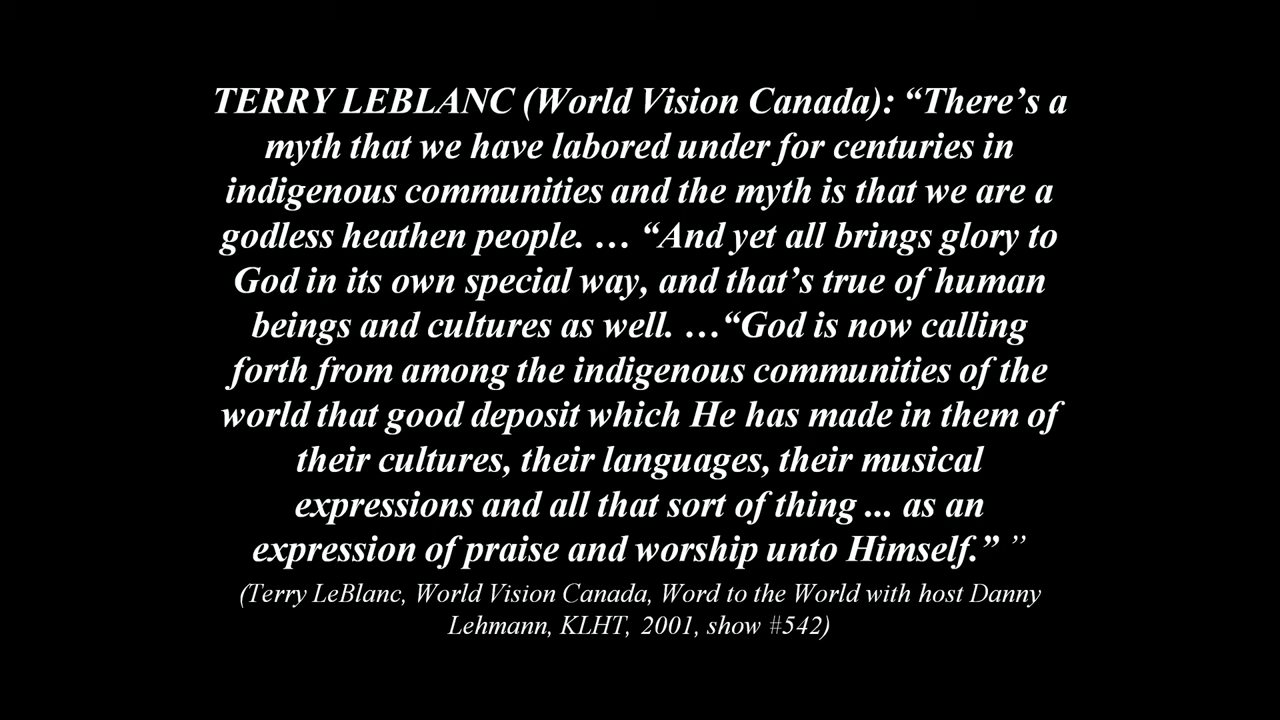 TERRY LEBLANC (World Vision Canada): “There’s a
myth that we have labored under for centuries in
indigenous communities and the myth is that we are a
godless heathen people. … “And yet all brings glory to
God in its own special way, and that’s true of human
beings and cultures as well. …“God is now calling
forth from among the indigenous communities of the
world that good deposit which He has made in them of
their cultures, their languages, their musical
expressions and all that sort of thing ... as an
expression of praise and worship unto Himself.” ”
(Terry LeBlanc, World Vision Canada, Word to the World with host Danny
Lehmann, KLHT, 2001, show #542)